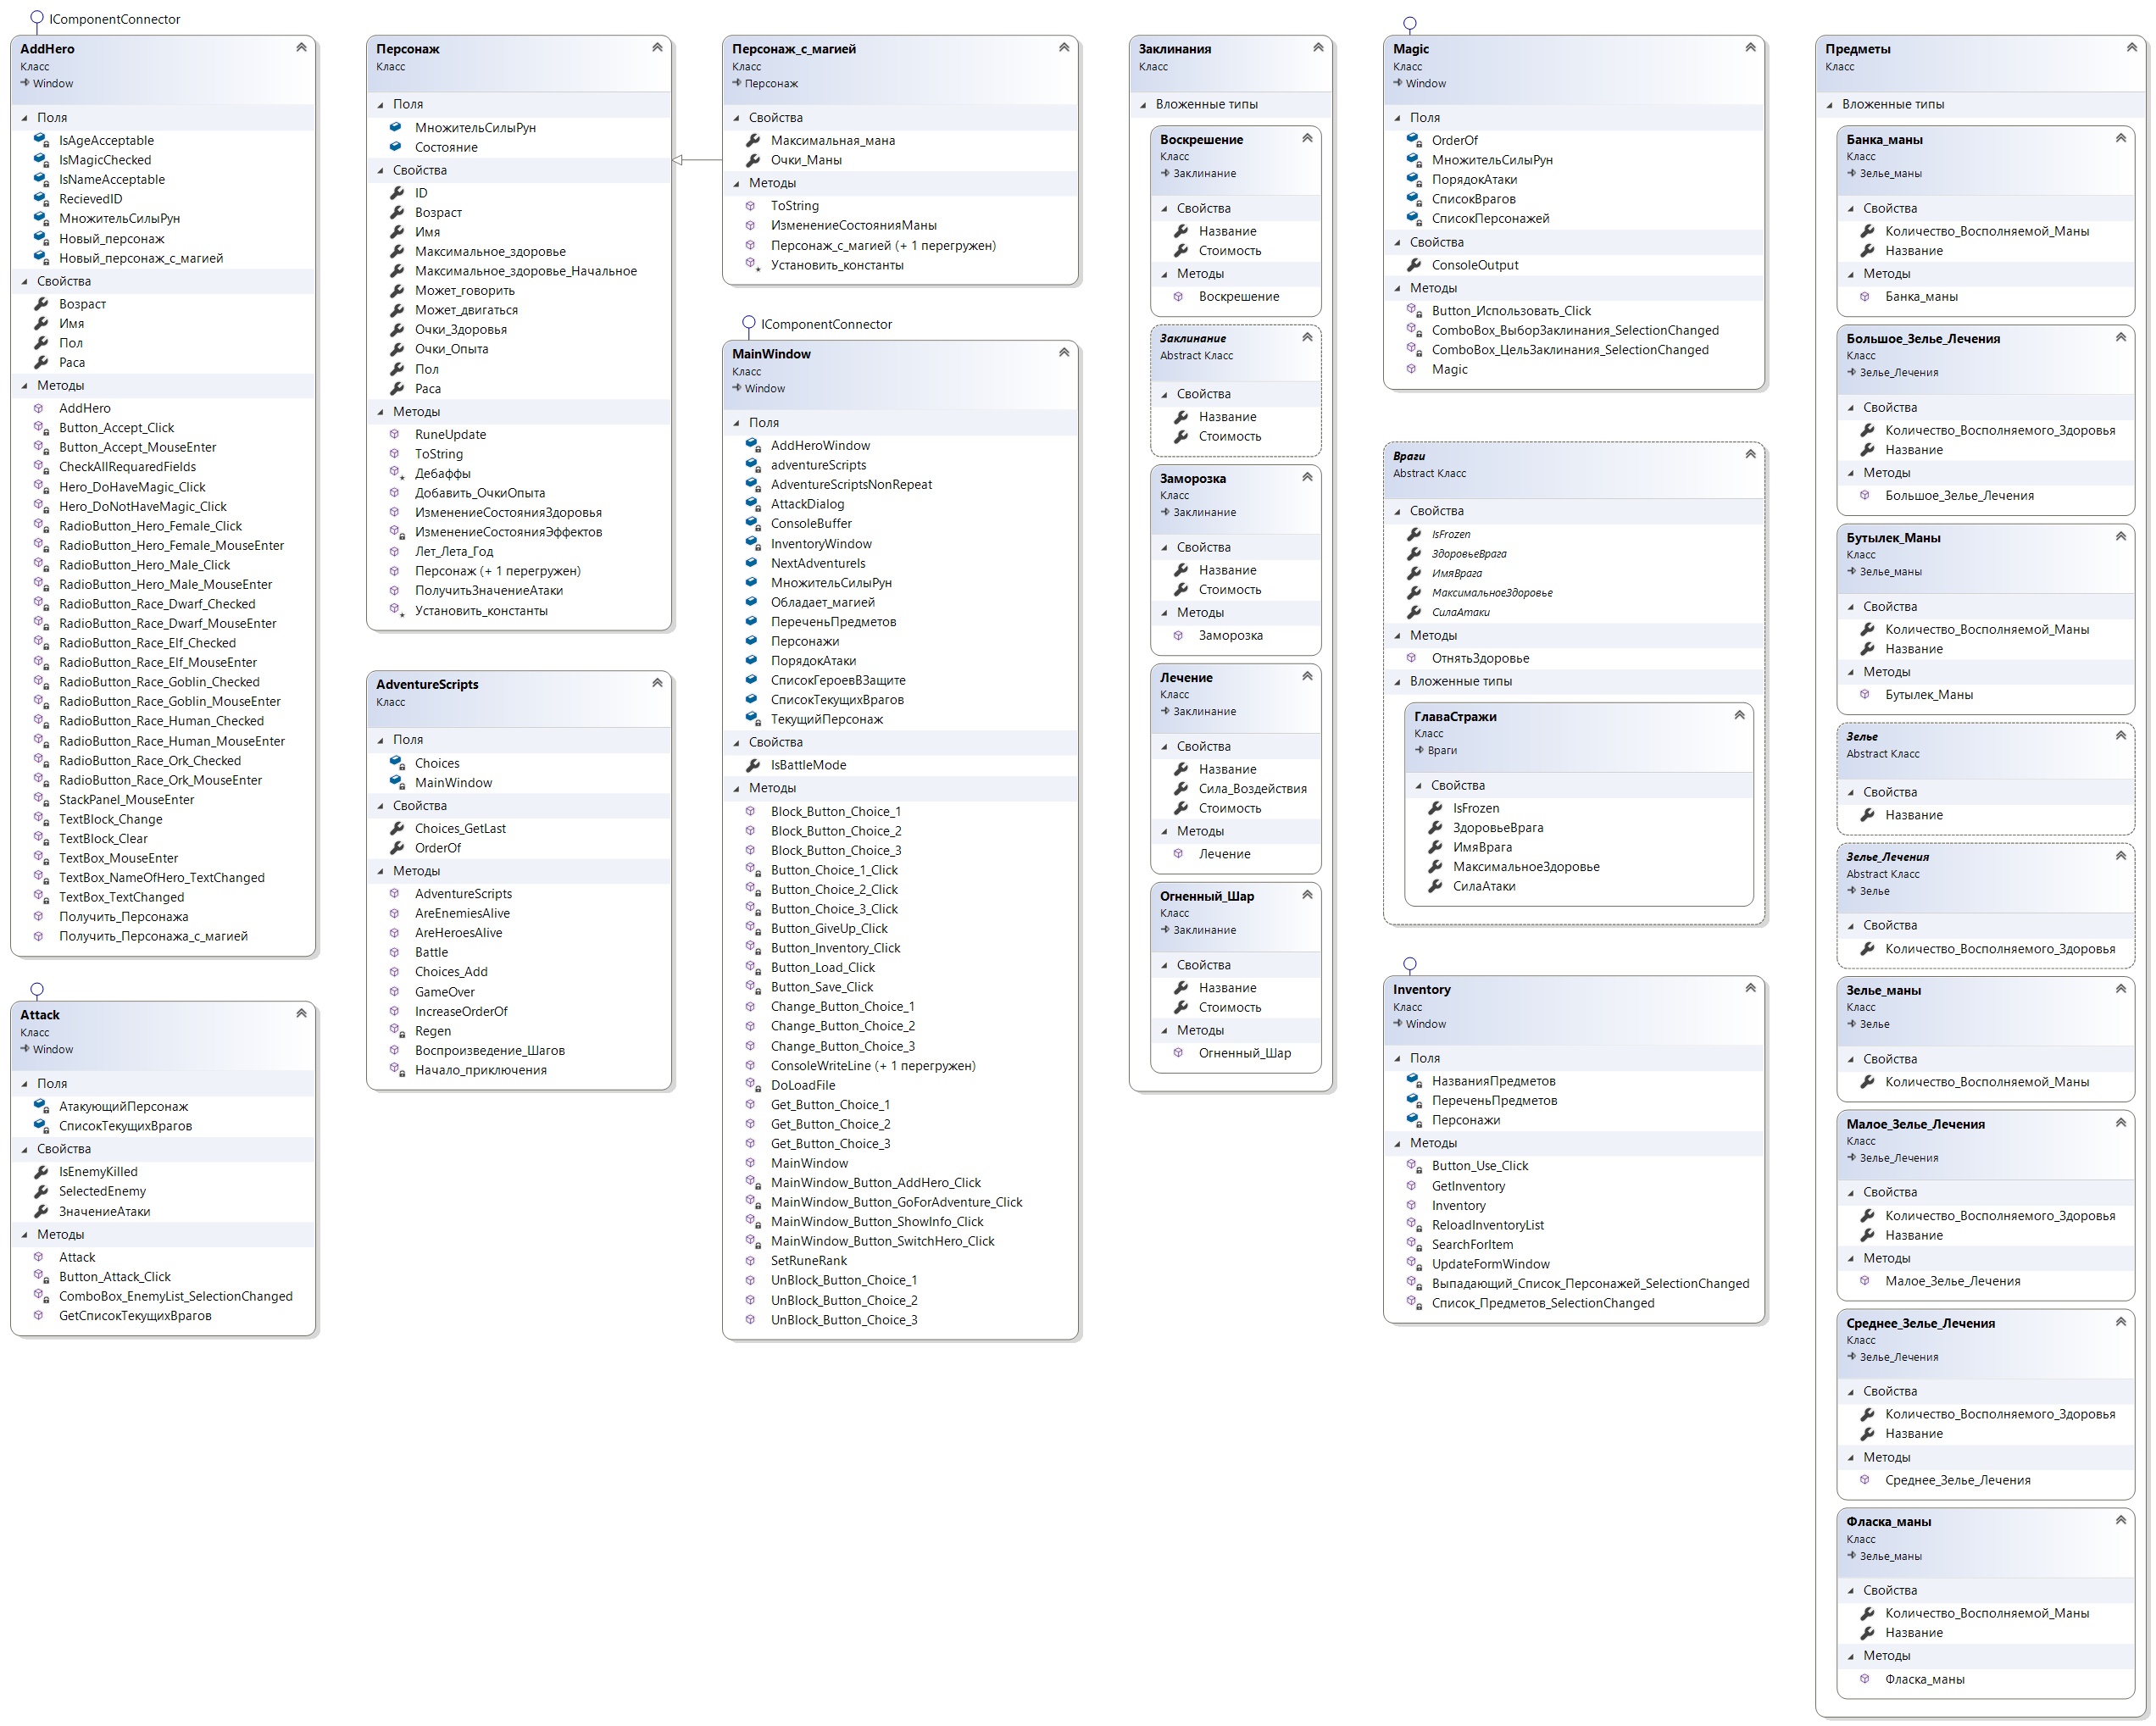 IComponentConnector
AddHero
Класс
Window
Поля
IsAgeAcceptable
IsMagicChecked
IsNameAcceptable
RecievedID
МножительСилыРун
Новый_персонаж
Новый_персонаж_с_магией
Свойства
Возраст
Имя
Пол
Раса
Методы
AddHero
Button_Accept_Click
Button_Accept_MouseEnter
CheckAllRequaredFields
Hero_DoHaveMagic_Click
Hero_DoNotHaveMagic_Click
RadioButton_Hero_Female_Click
RadioButton_Hero_Female_MouseEnter
RadioButton_Hero_Male_Click
RadioButton_Hero_Male_MouseEnter
RadioButton_Race_Dwarf_Checked
RadioButton_Race_Dwarf_MouseEnter
RadioButton_Race_Elf_Checked
RadioButton_Race_Elf_MouseEnter
RadioButton_Race_Goblin_Checked
RadioButton_Race_Goblin_MouseEnter
RadioButton_Race_Human_Checked
RadioButton_Race_Human_MouseEnter
RadioButton_Race_Ork_Checked
RadioButton_Race_Ork_MouseEnter
StackPanel_MouseEnter
TextBlock_Change
TextBlock_Clear
TextBox_MouseEnter
TextBox_NameOfHero_TextChanged
TextBox_TextChanged
Получить_Персонажа
Получить_Персонажа_с_магией
Attack
Класс
Window
Поля
АтакующийПерсонаж
СписокТекущихВрагов
Свойства
IsEnemyKilled
SelectedEnemy
ЗначениеАтаки
Методы
Attack
Button_Attack_Click
ComboBox_EnemyList_SelectionChanged
GetСписокТекущихВрагов
Персонаж
Класс
Поля
МножительСилыРун
Состояние
Свойства
ID
Возраст
Имя
Максимальное_здоровье
Максимальное_здоровье_Начальное
Может_говорить
Может_двигаться
Очки_Здоровья
Очки_Опыта
Пол
Раса
Методы
RuneUpdate
ToString
Дебаффы
Добавить_ОчкиОпыта
ИзменениеСостоянияЗдоровья
ИзменениеСостоянияЭффектов
Лет_Лета_Год
Персонаж (+ 1 перегружен)
ПолучитьЗначениеАтаки
Установить_константы
AdventureScripts
Класс
Поля
Choices
MainWindow
Свойства
Choices_GetLast
OrderOf
Методы
AdventureScripts
AreEnemiesAlive
AreHeroesAlive
Battle
Choices_Add
GameOver
IncreaseOrderOf
Regen
Воспроизведение_Шагов
Начало_приключения
Персонаж_с_магией
Класс
Персонаж
Свойства
Максимальная_мана
Очки_Маны
Методы
ToString
ИзменениеСостоянияМаны
Персонаж_с_магией (+ 1 перегружен)
Установить_константы
IComponentConnector
MainWindow
Класс
Window
Поля
AddHeroWindow
adventureScripts
AdventureScriptsNonRepeat
AttackDialog
ConsoleBuffer
InventoryWindow
NextAdventureIs
МножительСилыРун
Обладает_магией
ПереченьПредметов
Персонажи
ПорядокАтаки
СписокГероевВЗащите
СписокТекущихВрагов
ТекущийПерсонаж
Свойства
IsBattleMode
Методы
Block_Button_Choice_1
Block_Button_Choice_2
Block_Button_Choice_3
Button_Choice_1_Click
Button_Choice_2_Click
Button_Choice_3_Click
Button_GiveUp_Click
Button_Inventory_Click
Button_Load_Click
Button_Save_Click
Change_Button_Choice_1
Change_Button_Choice_2
Change_Button_Choice_3
ConsoleWriteLine (+ 1 перегружен)
DoLoadFile
Get_Button_Choice_1
Get_Button_Choice_2
Get_Button_Choice_3
MainWindow
MainWindow_Button_AddHero_Click
MainWindow_Button_GoForAdventure_Click
MainWindow_Button_ShowInfo_Click
MainWindow_Button_SwitchHero_Click
SetRuneRank
UnBlock_Button_Choice_1
UnBlock_Button_Choice_2
UnBlock_Button_Choice_3
Заклинания
Класс
Вложенные типы
Воскрешение
Класс
Заклинание
Свойства
Название
Стоимость
Методы
Воскрешение
Заклинание
Abstract Класс
Свойства
Название
Стоимость
Заморозка
Класс
Заклинание
Свойства
Название
Стоимость
Методы
Заморозка
Лечение
Класс
Заклинание
Свойства
Название
Сила_Воздействия
Стоимость
Методы
Лечение
Огненный_Шар
Класс
Заклинание
Свойства
Название
Стоимость
Методы
Огненный_Шар
Magic
Класс
Window
Поля
OrderOf
МножительСилыРун
ПорядокАтаки
СписокВрагов
СписокПерсонажей
Свойства
ConsoleOutput
Методы
Button_Использовать_Click
ComboBox_ВыборЗаклинания_SelectionChanged
ComboBox_ЦельЗаклинания_SelectionChanged
Magic
Враги
Abstract Класс
Свойства
IsFrozen
ЗдоровьеВрага
ИмяВрага
МаксимальноеЗдоровье
СилаАтаки
Методы
ОтнятьЗдоровье
Вложенные типы
ГлаваСтражи
Класс
Враги
Свойства
IsFrozen
ЗдоровьеВрага
ИмяВрага
МаксимальноеЗдоровье
СилаАтаки
Inventory
Класс
Window
Поля
НазванияПредметов
ПереченьПредметов
Персонажи
Методы
Button_Use_Click
GetInventory
Inventory
ReloadInventoryList
SearchForItem
UpdateFormWindow
Выпадающий_Список_Персонажей_SelectionChanged
Список_Предметов_SelectionChanged
Предметы
Класс
Вложенные типы
Банка_маны
Класс
Зелье_маны
Свойства
Количество_Восполняемой_Маны
Название
Методы
Банка_маны
Большое_Зелье_Лечения
Класс
Зелье_Лечения
Свойства
Количество_Восполняемого_Здоровья
Название
Методы
Большое_Зелье_Лечения
Бутылек_Маны
Класс
Зелье_маны
Свойства
Количество_Восполняемой_Маны
Название
Методы
Бутылек_Маны
Зелье
Abstract Класс
Свойства
Название
Зелье_Лечения
Abstract Класс
Зелье
Свойства
Количество_Восполняемого_Здоровья
Зелье_маны
Класс
Зелье
Свойства
Количество_Восполняемой_Маны
Малое_Зелье_Лечения
Класс
Зелье_Лечения
Свойства
Количество_Восполняемого_Здоровья
Название
Методы
Малое_Зелье_Лечения
Среднее_Зелье_Лечения
Класс
Зелье_Лечения
Свойства
Количество_Восполняемого_Здоровья
Название
Методы
Среднее_Зелье_Лечения
Фласка_маны
Класс
Зелье_маны
Свойства
Количество_Восполняемой_Маны
Название
Методы
Фласка_маны